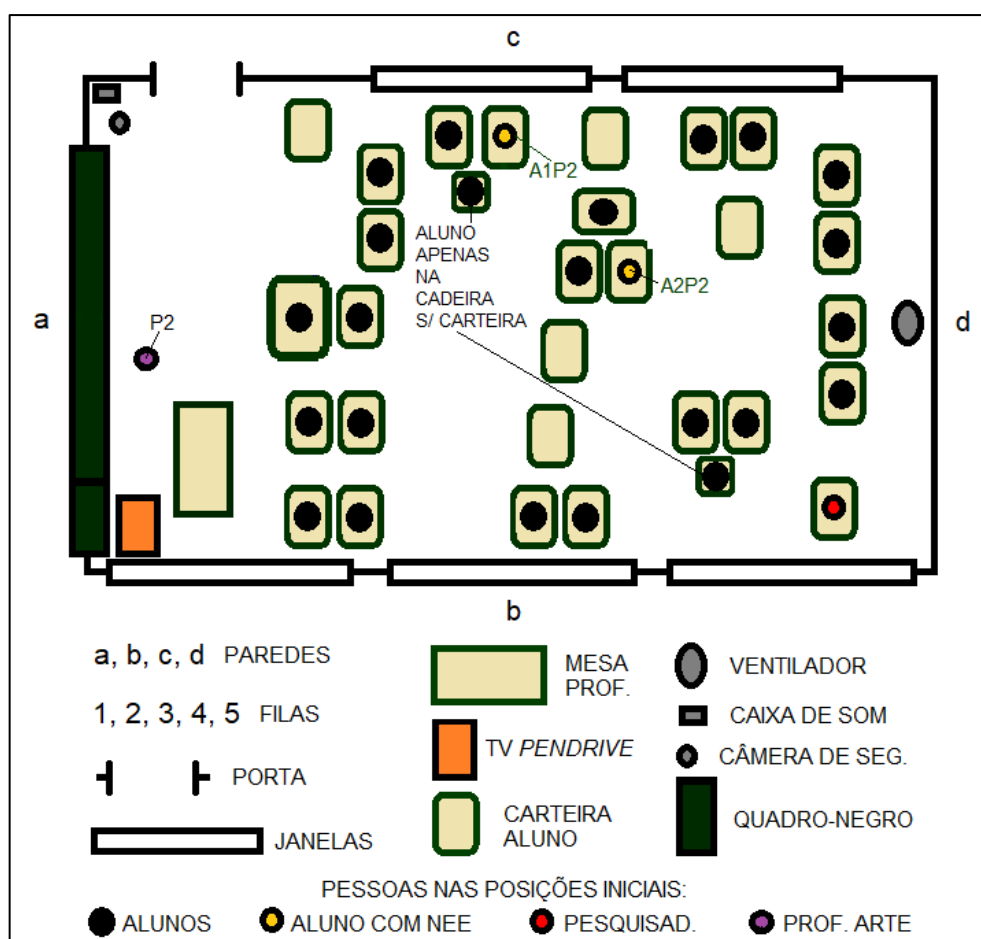 c
A1P2
ALUNO
APENAS
NA
CADEIRA
S/ CARTEIRA
A2P2
a
P2
d
b
a, b, c, d PAREDES
1, 2, 3, 4, 5 FILAS
PORTA
JANELAS
MESA
PROF.
TV PENDRIVE
CARTEIRA
ALUNO
VENTILADOR
CAIXA DE SOM
CÂMERA DE SEG.
QUADRO-NEGRO
PESSOAS NAS POSIÇÕES INICIAIS:
ALUNOS
ALUNO COM NEE
PESQUISAD.
PROF. ARTE